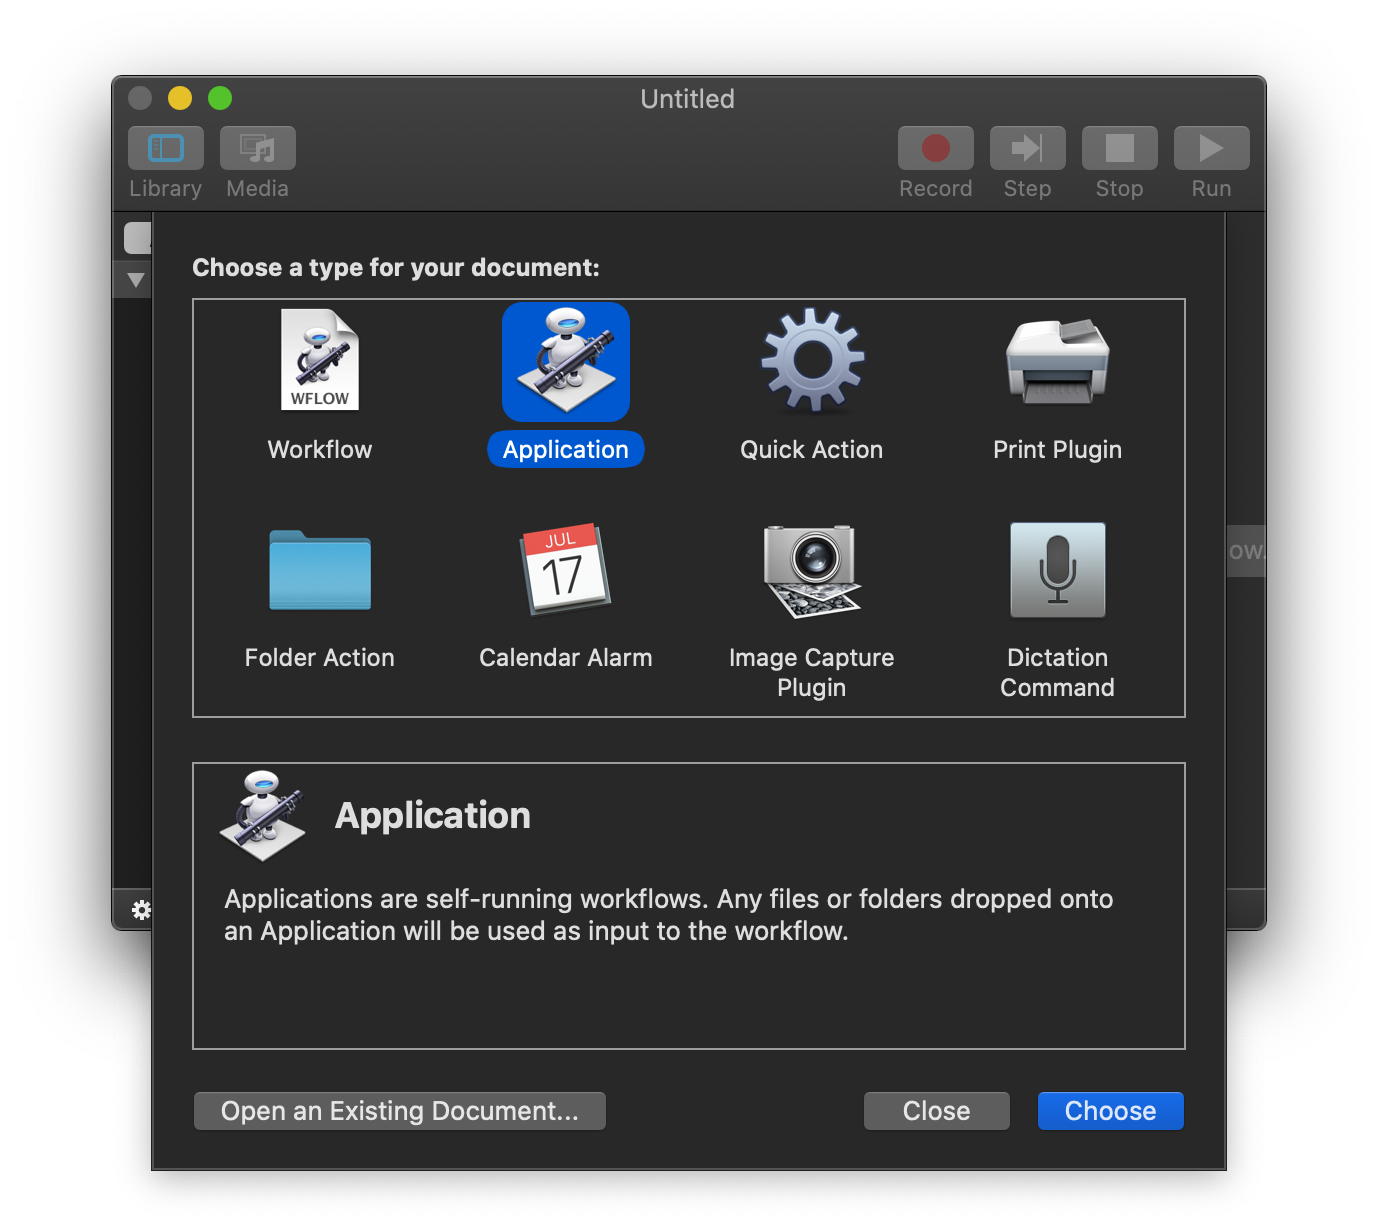 Untitled
Library Media Record Step Stop Run
Choose a type for your document:
WFLOW
Workflow Application Quick Action Print Plugin
JUL
17
Folder Action Calendar Alarm Image Capture Dictation
Plugin Command
ow.
Application
Applications are self-running workflows. Any files or folders dropped onto
an Application will be used as input to the workflow.
Open an Existing Document... Close Choose